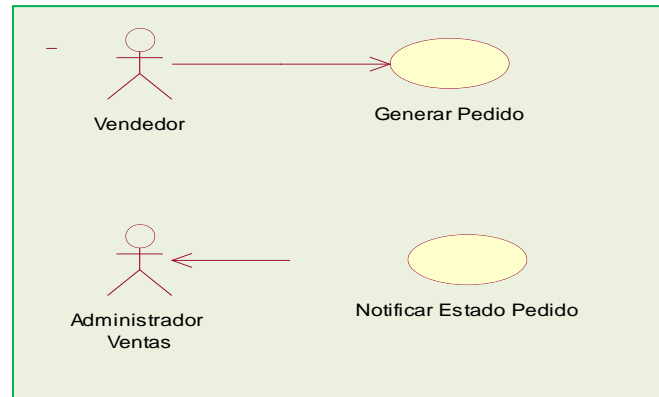 Vendedor
Generar Pedido
Administrador
Ventas
Notificar Estado Pedido